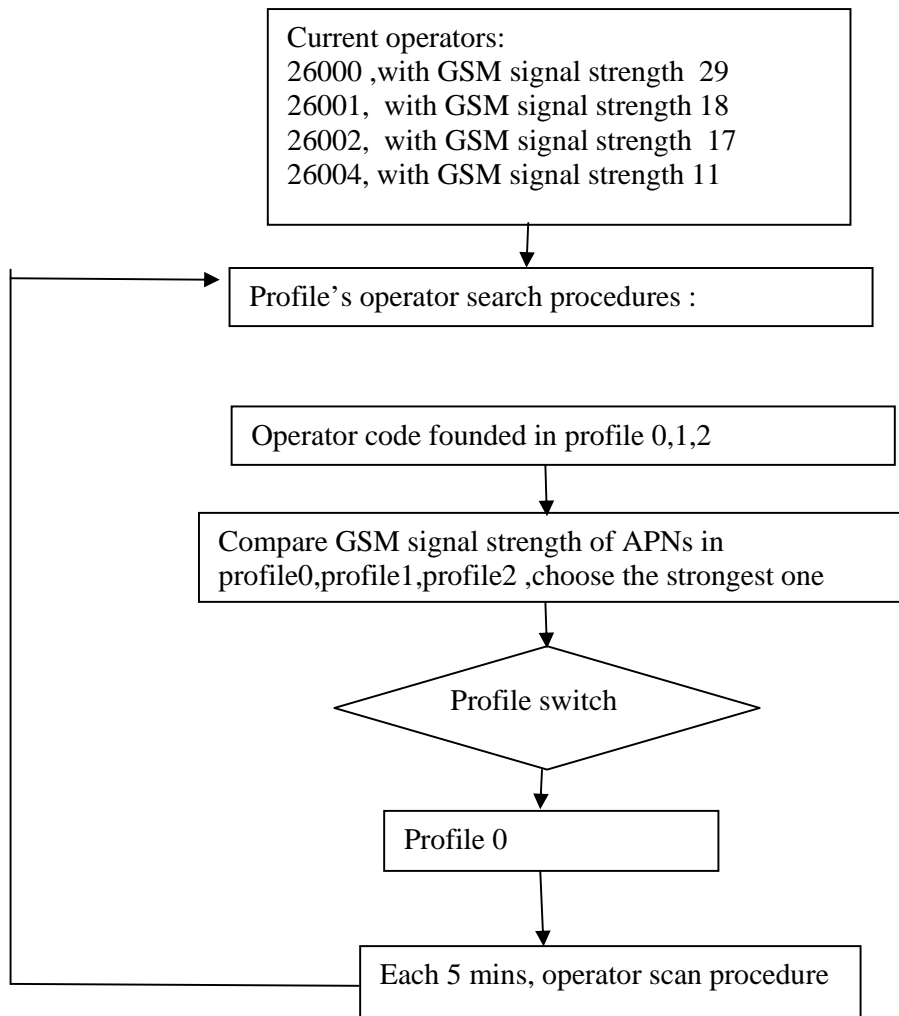 Current operators:
26000 ,with GSM signal strength  29
26001,  with GSM signal strength 18
26002,  with GSM signal strength  17
26004, with GSM signal strength 11
Profile’s operator search procedures :
Operator code founded in profile 0,1,2
Compare GSM signal strength of APNs in
profile0,profile1,profile2 ,choose the strongest one
Profile switch
Profile 0
Each 5 mins, operator scan procedure